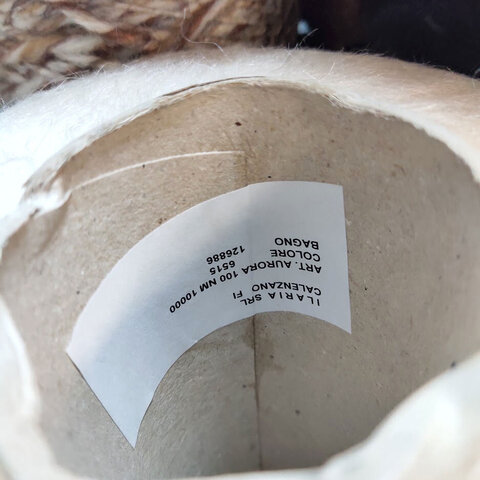 ILARIA SRL
CALENZANO FI
ART. AURORA 100 NM 10000
COLORE 6515
BAGNO 126886